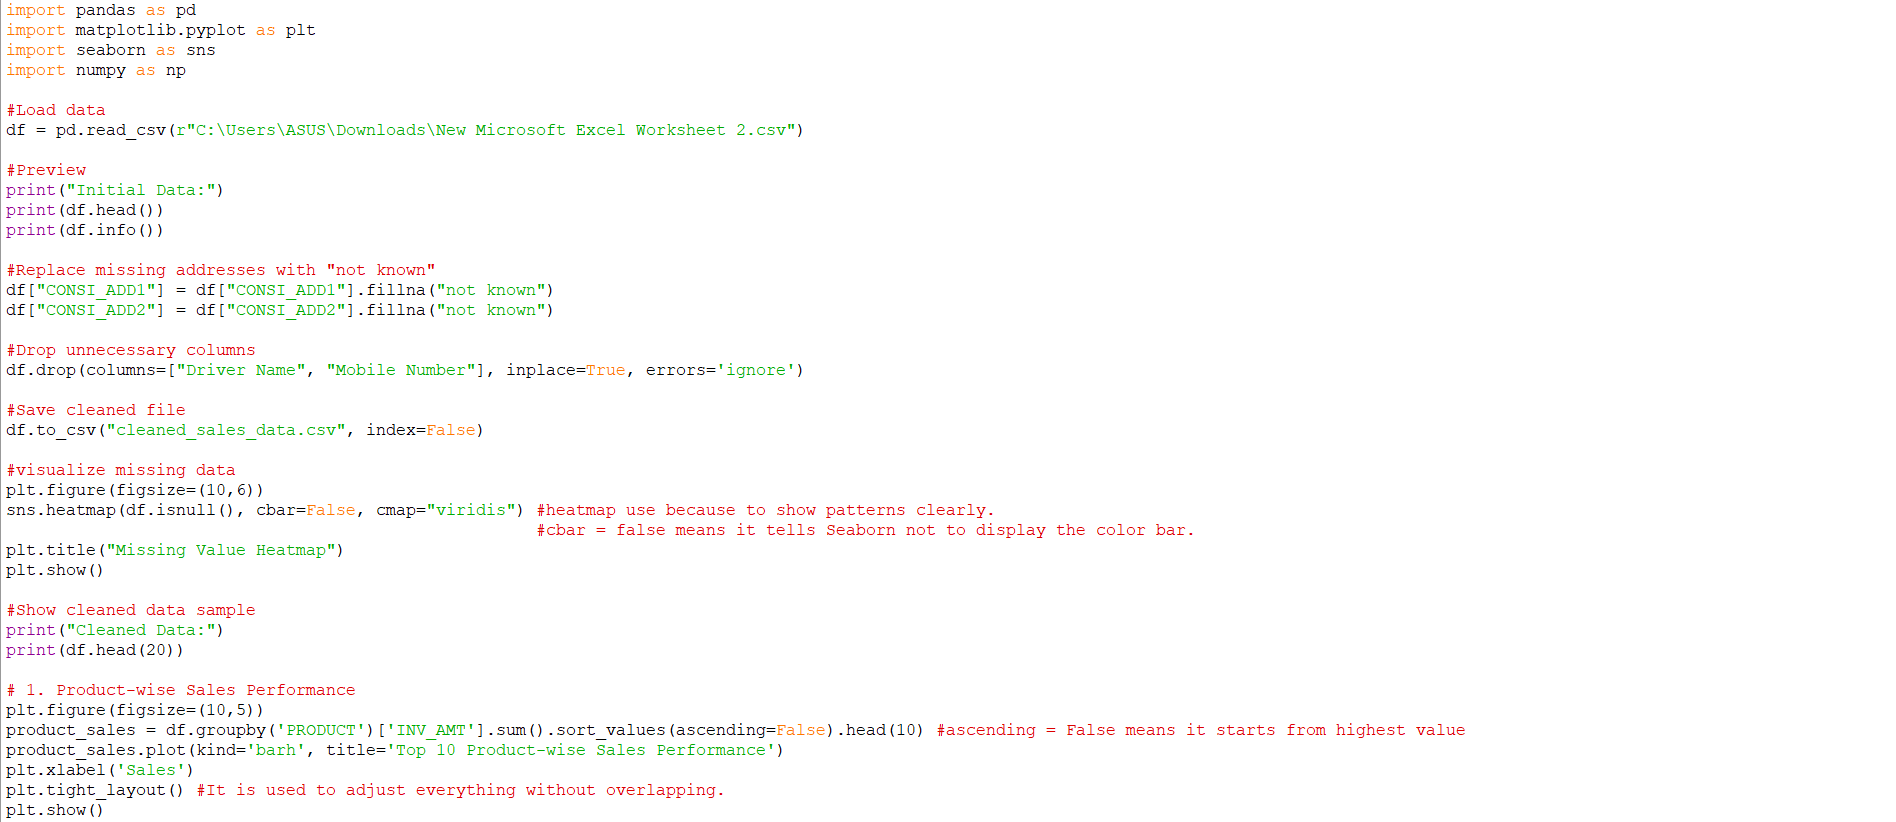 import pandas as pd
import matplotlib.pyplot as plt
import seaborn as sns
import numpy as np

#Load data
df = pd.read_csv(r"C:\Users\ASUS\Downloads\New Microsoft Excel Worksheet 2.csv")

#Preview
print("Initial Data:")
print(df.head())
print(df.info())

#Replace missing addresses with "not known"
df["CONSI_ADD1"] = df["CONSI_ADD1"].fillna("not known")
df["CONSI_ADD2"] = df["CONSI_ADD2"].fillna("not known")

#Drop unnecessary columns
df.drop(columns=["Driver Name", "Mobile Number"], inplace=True, errors='ignore')

#Save cleaned file
df.to_csv("cleaned_sales_data.csv", index=False)

#visualize missing data
plt.figure(figsize=(10,6))
sns.heatmap(df.isnull(), cbar=False, cmap="viridis") #heatmap use because to show patterns clearly.
                                                     #cbar = false means it tells Seaborn not to display the color bar.
plt.title("Missing Value Heatmap")
plt.show()

#Show cleaned data sample
print("Cleaned Data:")
print(df.head(20))

# 1. Product-wise Sales Performance
plt.figure(figsize=(10,5))
product_sales = df.groupby('PRODUCT')['INV_AMT'].sum().sort_values(ascending=False).head(10) #ascending = False means it starts from highest value
product_sales.plot(kind='barh', title='Top 10 Product-wise Sales Performance')
plt.xlabel('Sales')
plt.tight_layout() #It is used to adjust everything without overlapping.
plt.show()